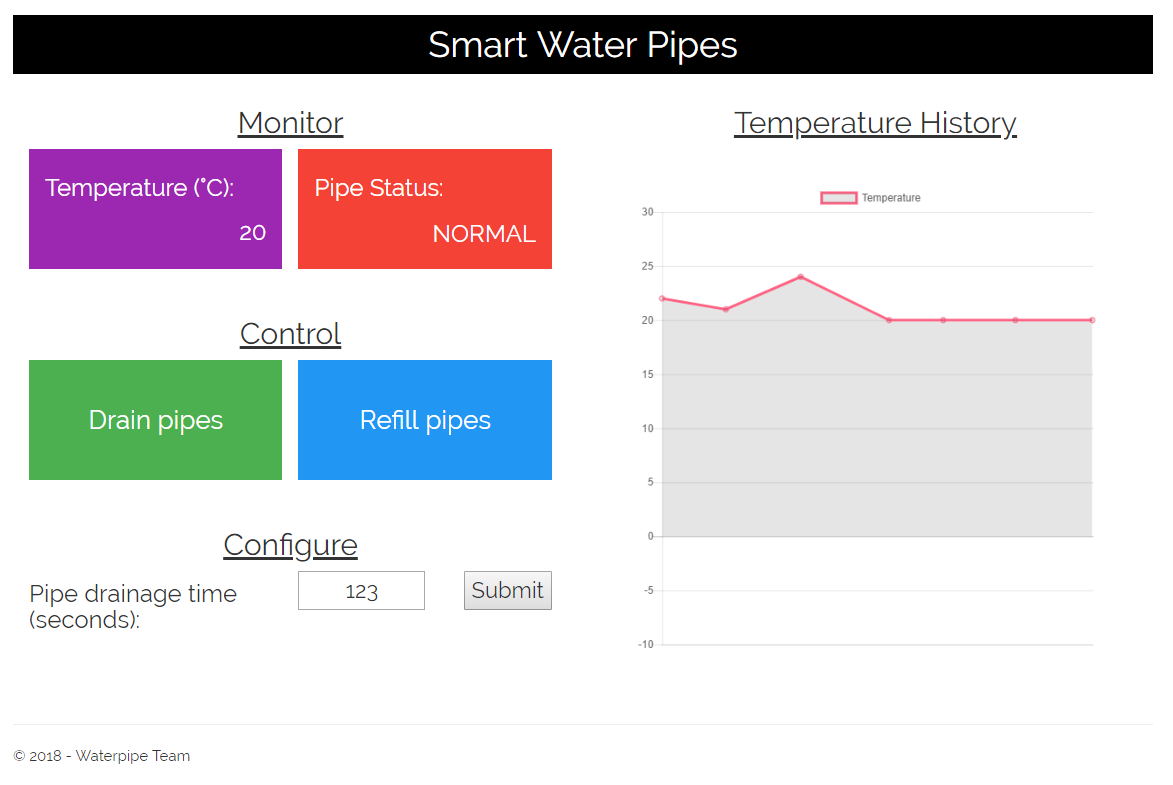 Smart Water Pipes
Monitor
Temperature (°C):
20
Pipe Status:
NORMAL
Control
Drain pipes
Refill pipes
Configure
Pipe drainage time
(seconds):
123
Submit
Temperature History
Temperature
30
25
20
15
10
5
0
-5
-10
© 2018 - Waterpipe Team